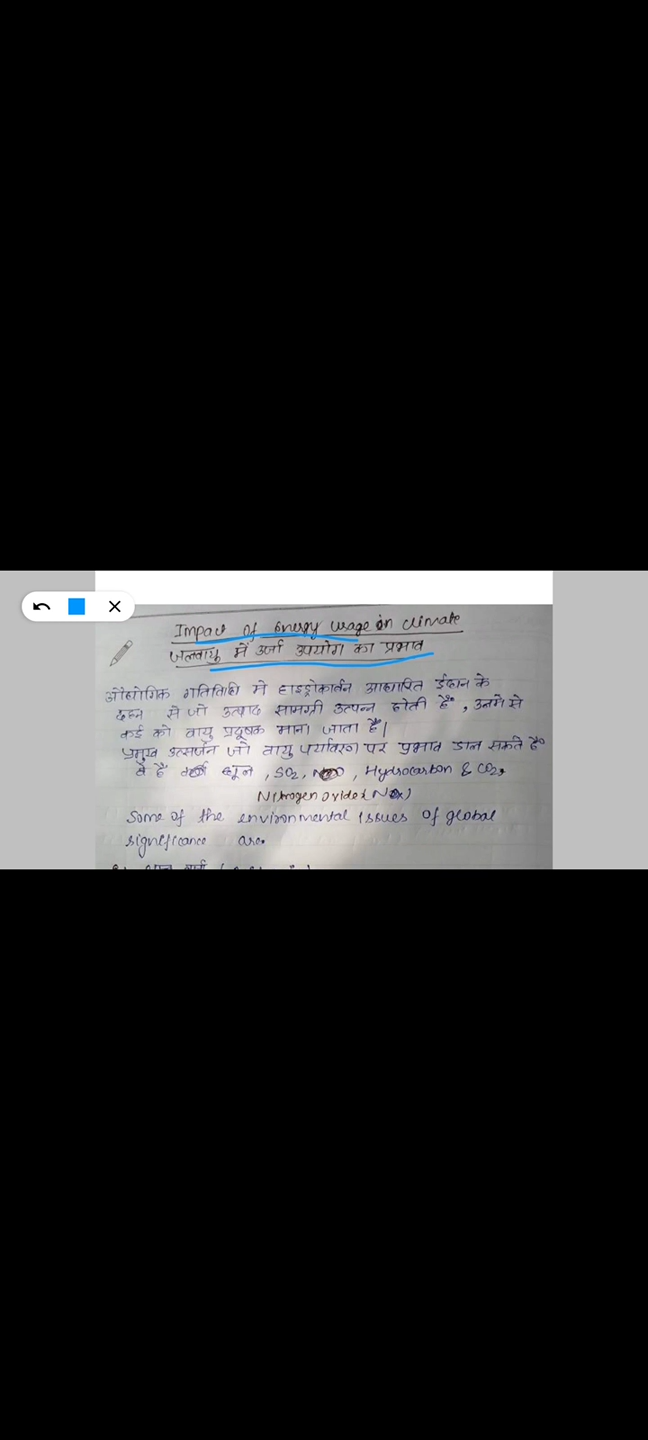 Impact of energy usage in climate
जलवायु में उर्जा उपयोग का प्रभाव
औद्योगिक गतिविधि मे हाइड्रोकार्बन आधारित ईंधन के
दहन से जो उत्पाद सामग्री उत्पन्न होती हैं, उनमे से
कई को वायु प्रदूषक माना जाता है|
प्रमुख उत्सर्जन जो वायु पर्यावरण पर प्रभाव डाल सकते हैं
वे हैं धूल, SO2, Hydrocarbon & CO2,
Nitrogen oxides NOx)
Some of the environmental issues of global
significance are.